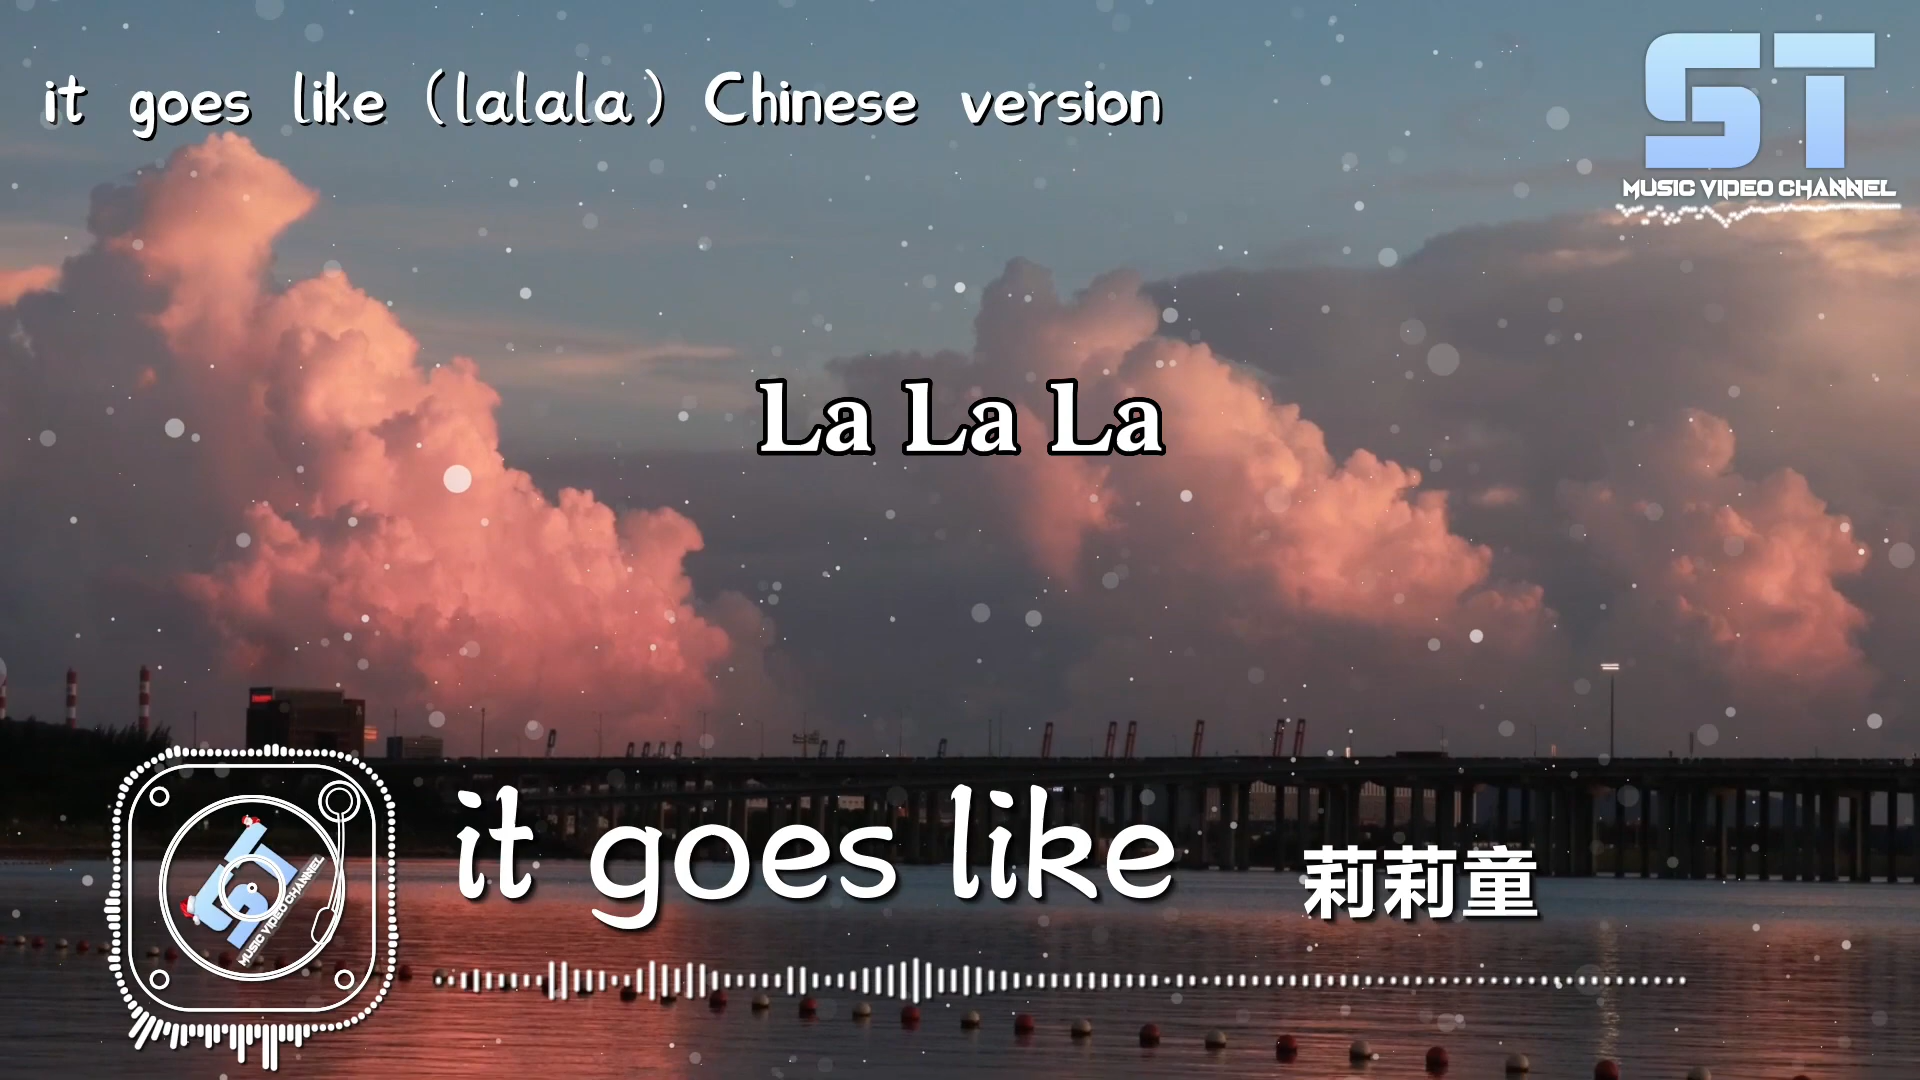 it goes like (lalala) Chinese version
ST
MUSIC VIDEO CHANNEL
La La La
it goes like 莉莉童
ST
MUSIC VIDEO CHANNEL